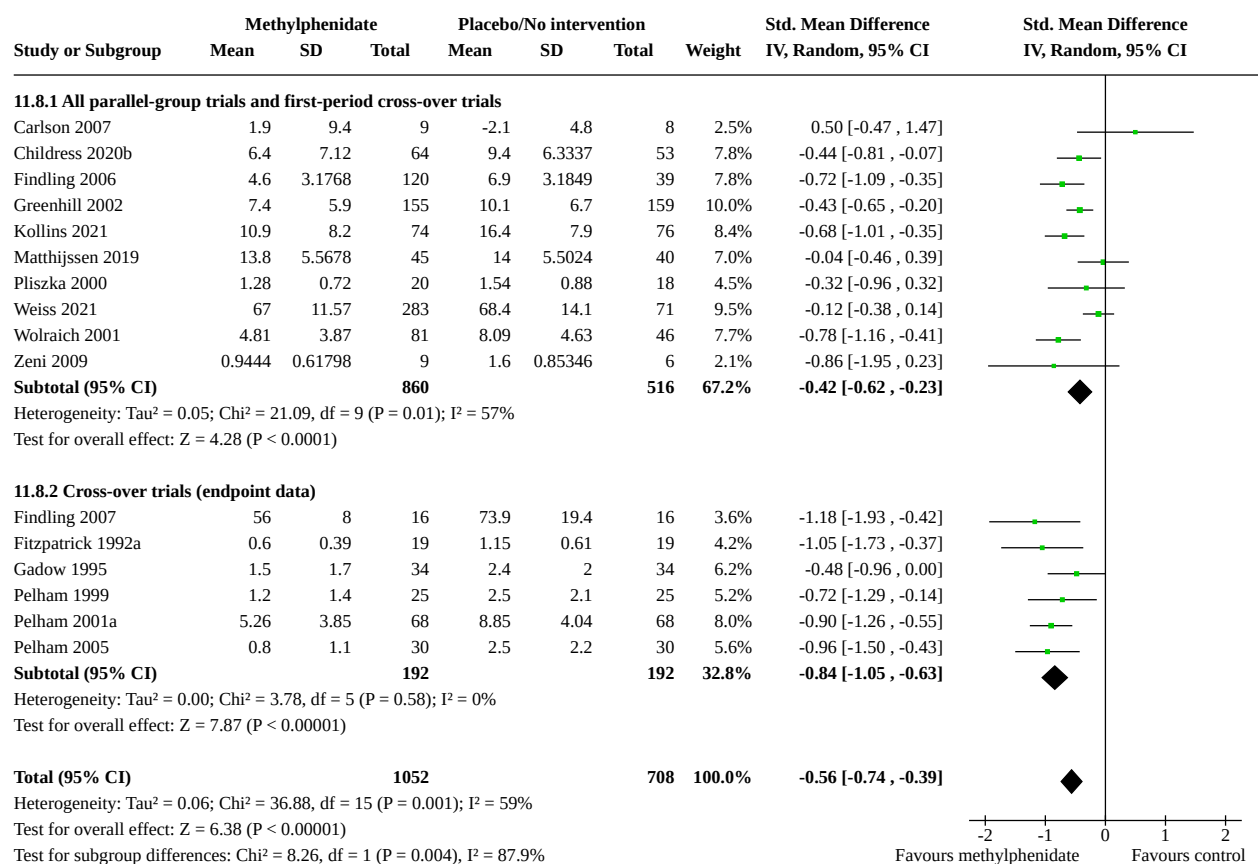 Methylphenidate Placebo/No intervention Std. Mean Difference Std. Mean Difference
Study or Subgroup Mean SD Total Mean SD Total Weight IV, Random, 95% CI IV, Random, 95% CI
11.8.1 All parallel-group trials and first-period cross-over trials
Carlson 2007 1.9 9.4 9 -2.1 4.8 8 2.5% 0.50 [-0.47 , 1.47]
Childress 2020b 6.4 7.12 64 9.4 6.3337 53 7.8% -0.44 [-0.81 , -0.07]
Findling 2006 4.6 3.1768 120 6.9 3.1849 39 7.8% -0.72 [-1.09 , -0.35]
Greenhill 2002 7.4 5.9 155 10.1 6.7 159 10.0% -0.43 [-0.65 , -0.20]
Kollins 2021 10.9 8.2 74 16.4 7.9 76 8.4% -0.68 [-1.01 , -0.35]
Matthijssen 2019 13.8 5.5678 45 14 5.5024 40 7.0% -0.04 [-0.46 , 0.39]
Pliszka 2000 1.28 0.72 20 1.54 0.88 18 4.5% -0.32 [-0.96 , 0.32]
Weiss 2021 67 11.57 283 68.4 14.1 71 9.5% -0.12 [-0.38 , 0.14]
Wolraich 2001 4.81 3.87 81 8.09 4.63 46 7.7% -0.78 [-1.16 , -0.41]
Zeni 2009 0.9444 0.61798 9 1.6 0.85346 6 2.1% -0.86 [-1.95 , 0.23]
Subtotal (95% CI) 860 516 67.2% -0.42 [-0.62 , -0.23]
Heterogeneity: Tau² = 0.05; Chi² = 21.09, df = 9 (P = 0.01); I² = 57%
Test for overall effect: Z = 4.28 (P < 0.0001)
11.8.2 Cross-over trials (endpoint data)
Findling 2007 56 8 16 73.9 19.4 16 3.6% -1.18 [-1.93 , -0.42]
Fitzpatrick 1992a 0.6 0.39 19 1.15 0.61 19 4.2% -1.05 [-1.73 , -0.37]
Gadow 1995 1.5 1.7 34 2.4 2 34 6.2% -0.48 [-0.96 , 0.00]
Pelham 1999 1.2 1.4 25 2.5 2.1 25 5.2% -0.72 [-1.29 , -0.14]
Pelham 2001a 5.26 3.85 68 8.85 4.04 68 8.0% -0.90 [-1.26 , -0.55]
Pelham 2005 0.8 1.1 30 2.5 2.2 30 5.6% -0.96 [-1.50 , -0.43]
Subtotal (95% CI) 192 192 32.8% -0.84 [-1.05 , -0.63]
Heterogeneity: Tau² = 0.00; Chi² = 3.78, df = 5 (P = 0.58); I² = 0%
Test for overall effect: Z = 7.87 (P < 0.00001)
Total (95% CI) 1052 708 100.0% -0.56 [-0.74 , -0.39]
Heterogeneity: Tau² = 0.06; Chi² = 36.88, df = 15 (P = 0.001); I² = 59%
Test for overall effect: Z = 6.38 (P < 0.00001)
-2 -1 0 1 2
Test for subgroup differences: Chi² = 8.26, df = 1 (P = 0.004), I² = 87.9% Favours methylphenidate Favours control